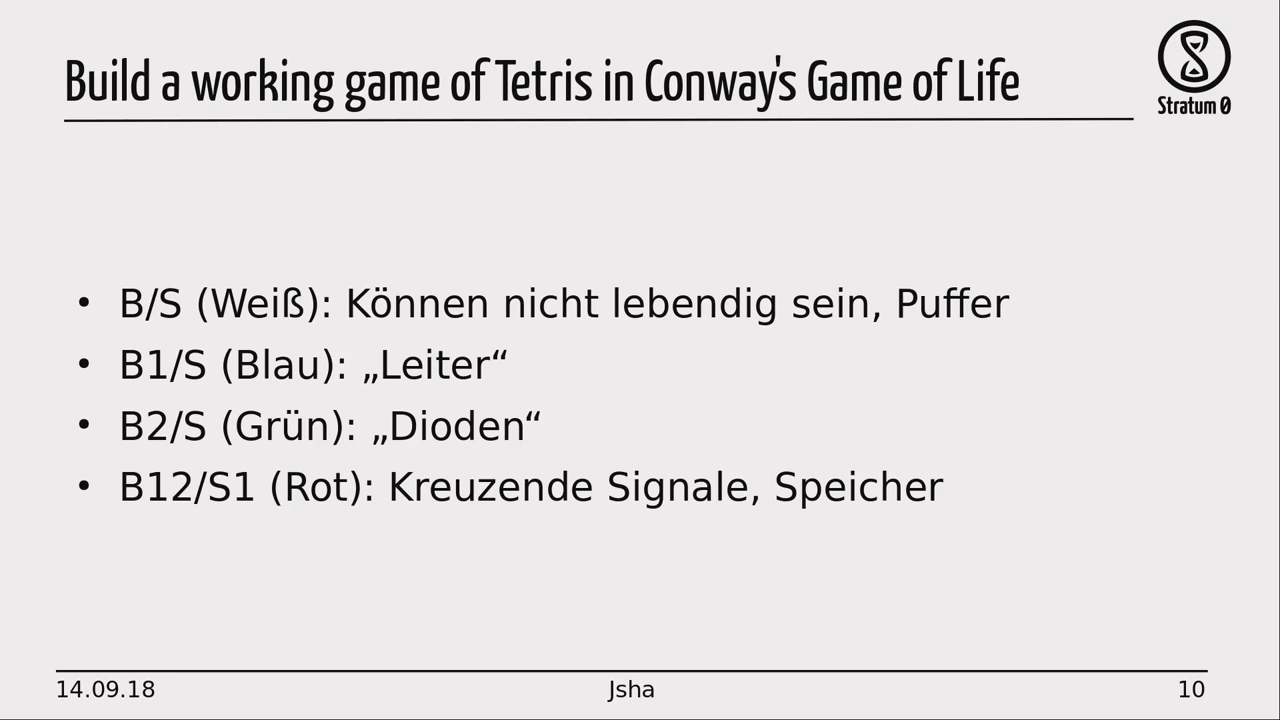 Build a working game of Tetris in Conway's Game of Life
Stratum 0
• B/S (Weiß): Können nicht lebendig sein, Puffer
• B1/S (Blau): „Leiter“
• B2/S (Grün): „Dioden“
• B12/S1 (Rot): Kreuzende Signale, Speicher
14.09.18
Jsha
10